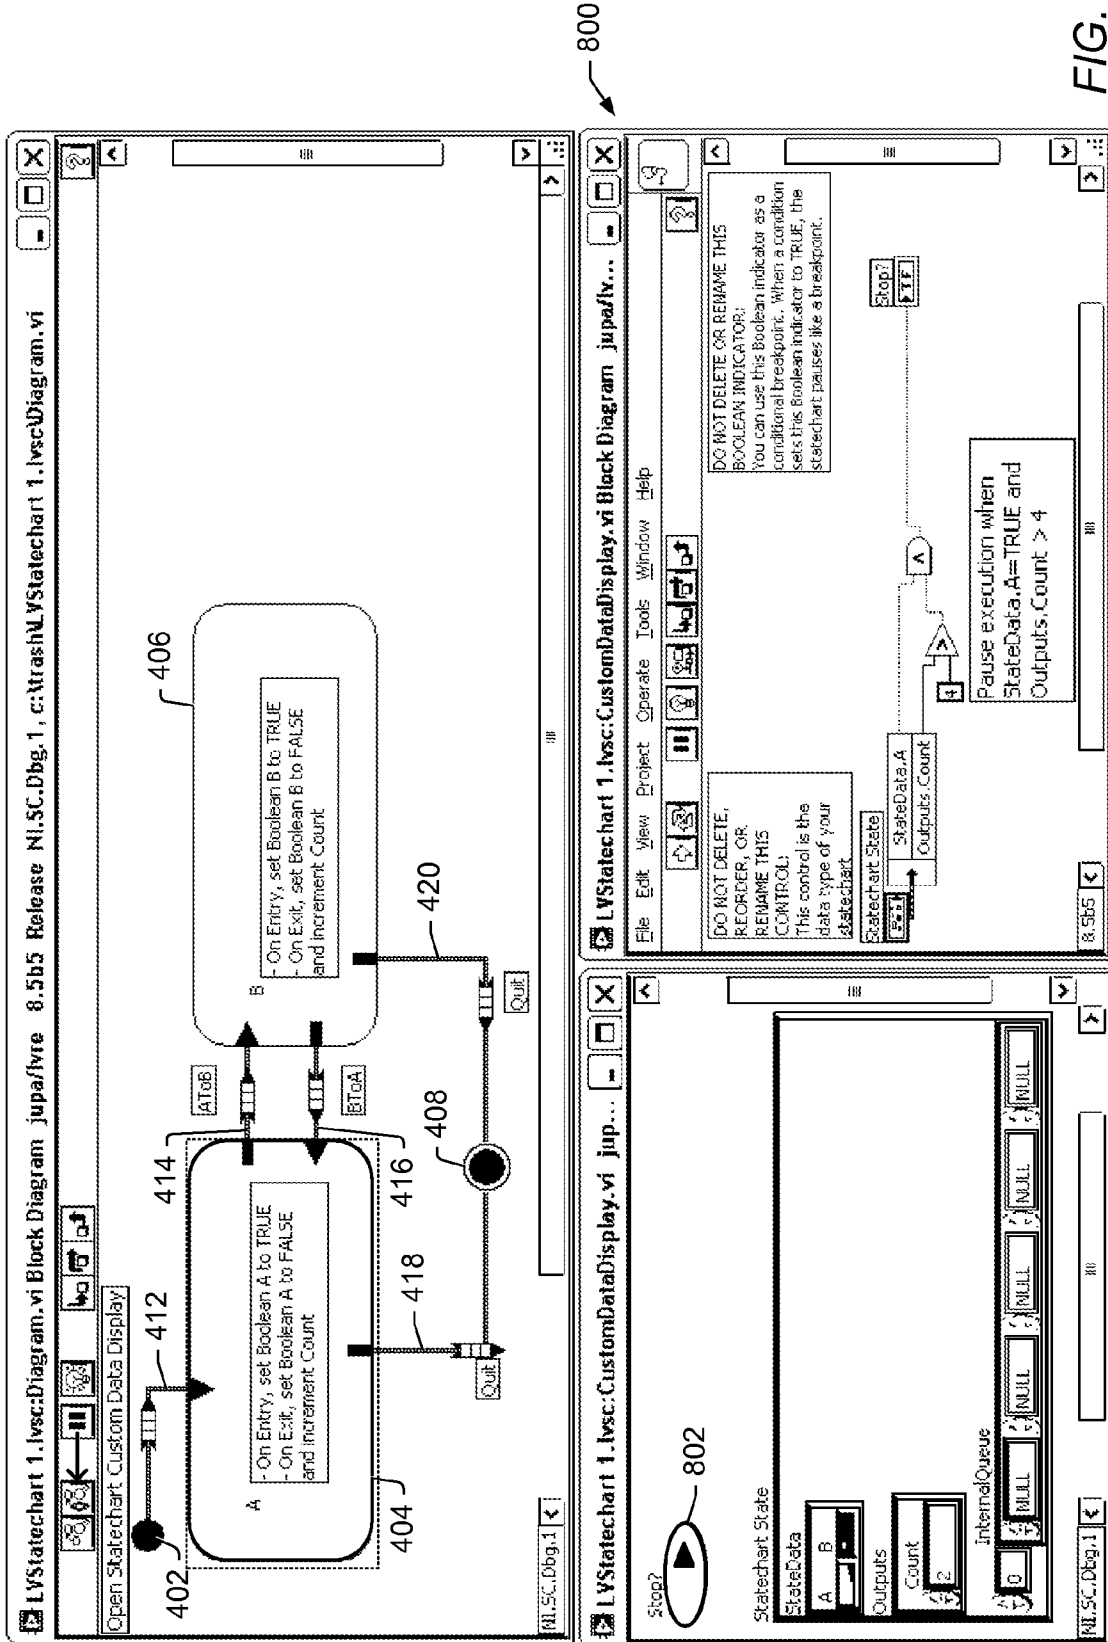 LVStatechart 1.lvsc:Diagram.vi Block Diagram jupa/lvre 8.5b5 Release NI.SC.Dbg.1, c:\trash\LVStatechart 1.lvsc\Diagram.vi
Open Statechart Custom Data Display
402
412
A
- On Entry, set Boolean A to TRUE
- On Exit, set Boolean A to FALSE
and increment Count
404
414
AToB
BToA
416
418
Quit
408
B
- On Entry, set Boolean B to TRUE
- On Exit, set Boolean B to FALSE
and increment Count
406
420
Quit
NI.SC.Dbg.1
LVStatechart 1.lvsc:CustomDataDisplay.vi jup...
Stop?
802
Statechart State
StateData
A B
Outputs
Count
2
InternalQueue
0
NULL NULL NULL NULL NULL
NI.SC.Dbg.1
LVStatechart 1.lvsc:CustomDataDisplay.vi Block Diagram jupa/lv...
File Edit View Project Operate Tools Window Help
DO NOT DELETE,
REORDER, OR
RENAME THIS
CONTROL:
This control is the
data type of your
statechart
DO NOT DELETE OR RENAME THIS
BOOLEAN INDICATOR:
You can use this Boolean indicator as a
conditional breakpoint. When a condition
sets this Boolean indicator to TRUE, the
statechart pauses like a breakpoint.
Statechart State
StateData.A
Outputs.Count
4
Stop?
TF
Pause execution when
StateData.A=TRUE and
Outputs.Count > 4
8.5b5
800
FIG.